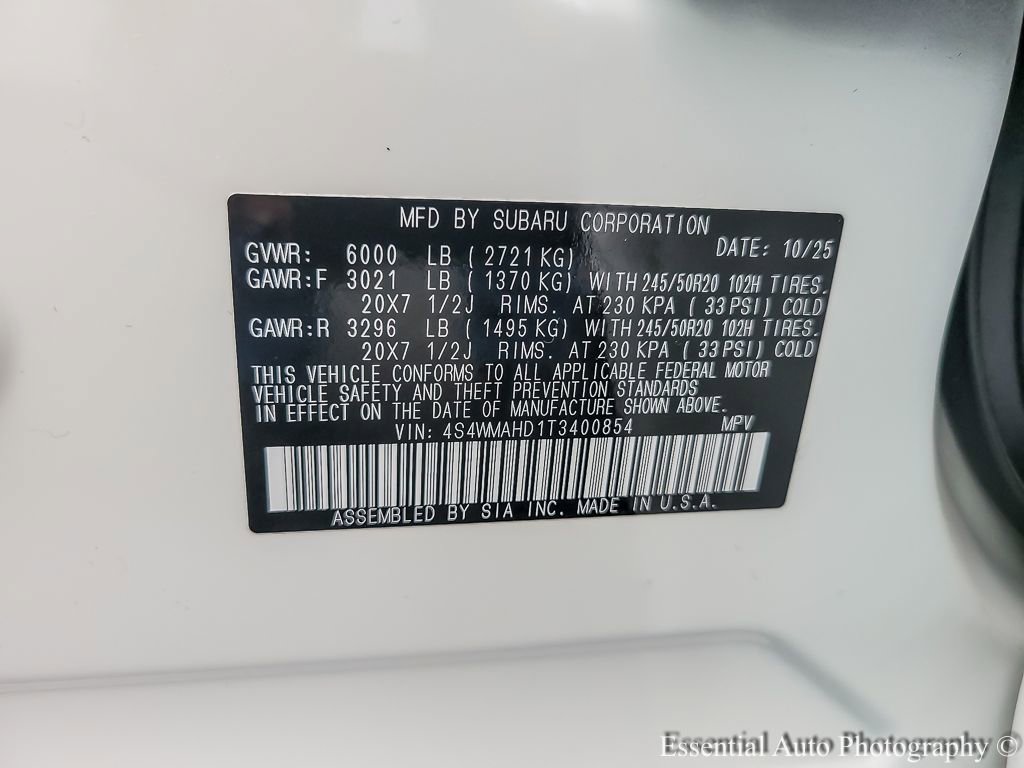 MFD BY SUBARU CORPORATION
DATE: 10/25
GVWR: 6000 LB ( 2721 KG)
GAWR:F 3021 LB ( 1370 KG) WITH 245/50R20 102H TIRES.
20X7 1/2J RIMS. AT 230 KPA ( 33 PSI) COLD
GAWR:R 3296 LB ( 1495 KG) WITH 245/50R20 102H TIRES.
20X7 1/2J RIMS. AT 230 KPA ( 33 PSI) COLD
THIS VEHICLE CONFORMS TO ALL APPLICABLE FEDERAL MOTOR
VEHICLE SAFETY AND THEFT PREVENTION STANDARDS
IN EFFECT ON THE DATE OF MANUFACTURE SHOWN ABOVE.
VIN: 4S4WMAHD1T3400854 MPV
ASSEMBLED BY SIA INC. MADE IN U.S.A.
Essential Auto Photography ©